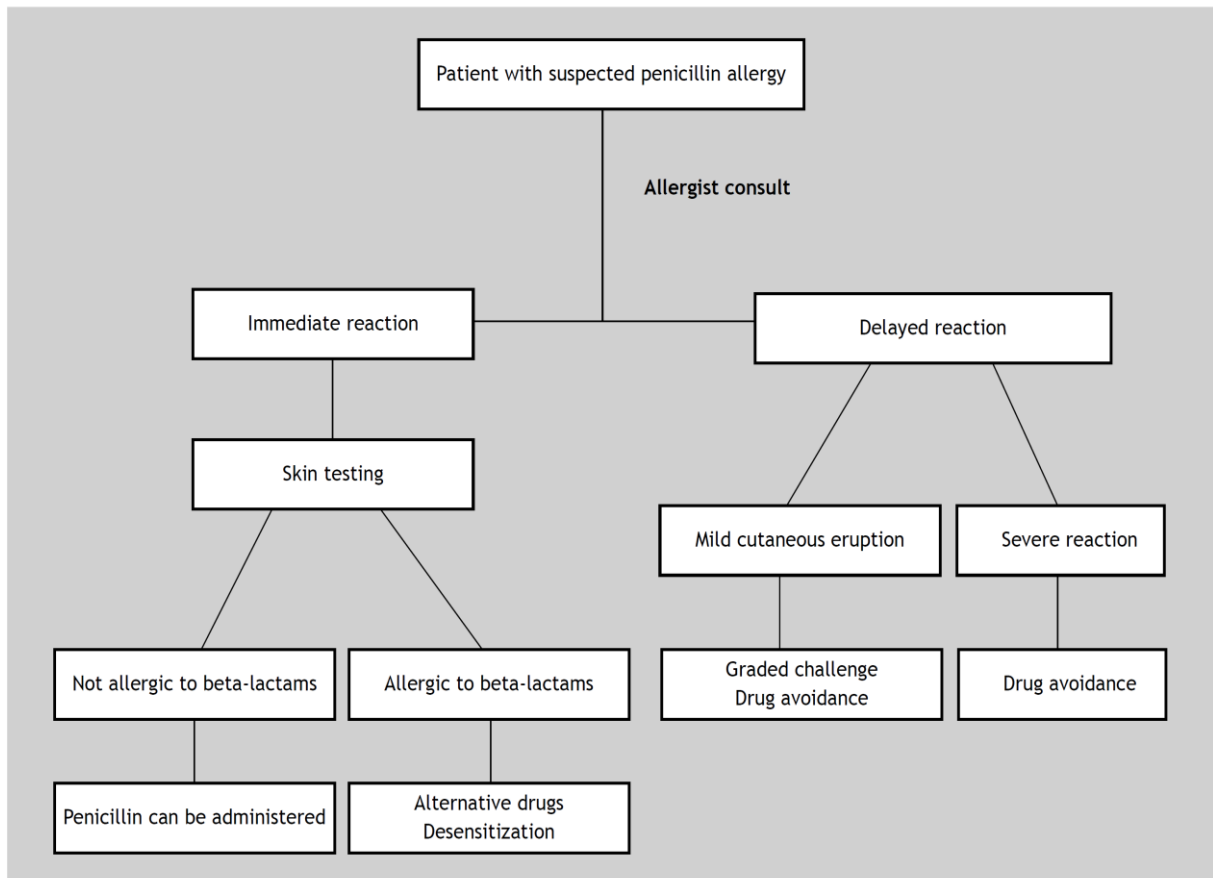 Patient with suspected penicillin allergy
Allergist consult
Immediate reaction
Delayed reaction
Skin testing
Mild cutaneous eruption
Severe reaction
Not allergic to beta-lactams
Allergic to beta-lactams
Graded challenge
Drug avoidance
Drug avoidance
Penicillin can be administered
Alternative drugs
Desensitization